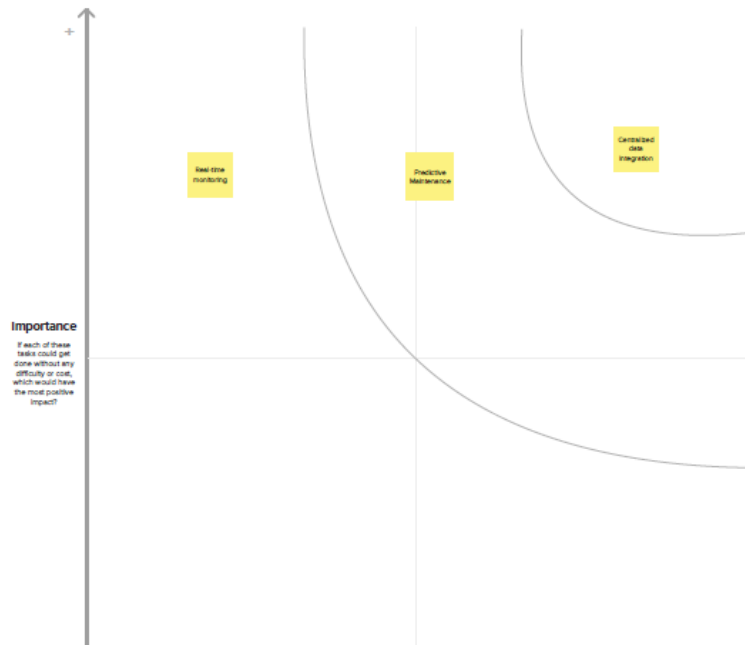 +
Centralized
data
integration
Real-time
monitoring
Predictive
Maintenance
Importance
If each of these
tasks could get
done without any
difficulty or cost,
which would have
the most positive
impact?